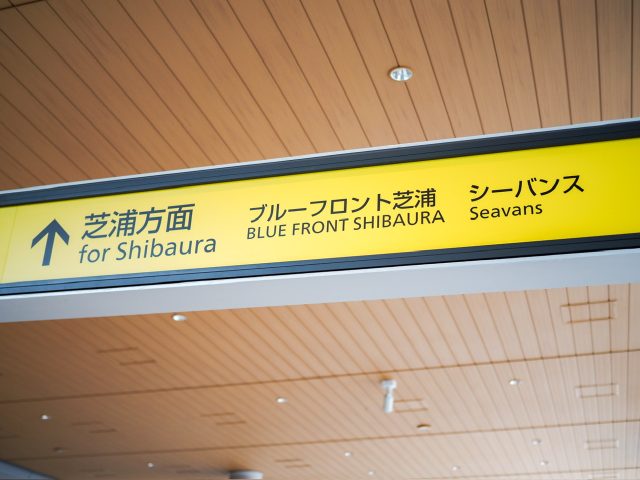 芝浦方面
for Shibaura
ブルーフロント芝浦
BLUE FRONT SHIBAURA
シーバンス
Seavans